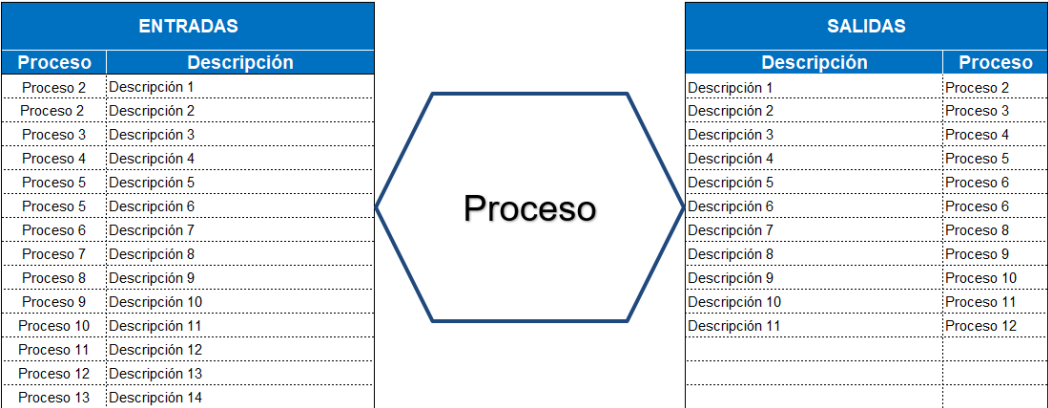 ENTRADAS
Proceso Descripción
Proceso 2 Descripción 1
Proceso 2 Descripción 2
Proceso 3 Descripción 3
Proceso 4 Descripción 4
Proceso 5 Descripción 5
Proceso 5 Descripción 6
Proceso 6 Descripción 7
Proceso 7 Descripción 8
Proceso 8 Descripción 9
Proceso 9 Descripción 10
Proceso 10 Descripción 11
Proceso 11 Descripción 12
Proceso 12 Descripción 13
Proceso 13 Descripción 14
Proceso
SALIDAS
Descripción Proceso
Descripción 1 Proceso 2
Descripción 2 Proceso 3
Descripción 3 Proceso 4
Descripción 4 Proceso 5
Descripción 5 Proceso 6
Descripción 6 Proceso 6
Descripción 7 Proceso 8
Descripción 8 Proceso 9
Descripción 9 Proceso 10
Descripción 10 Proceso 11
Descripción 11 Proceso 12